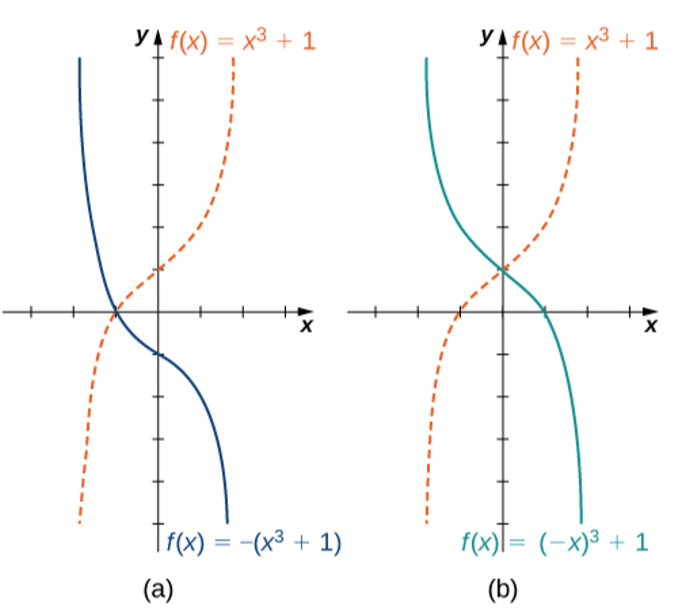 y f(x) = x³ + 1
x
f(x) = –(x³ + 1)
(a)
y f(x) = x³ + 1
x
f(x) = (−x)³ + 1
(b)